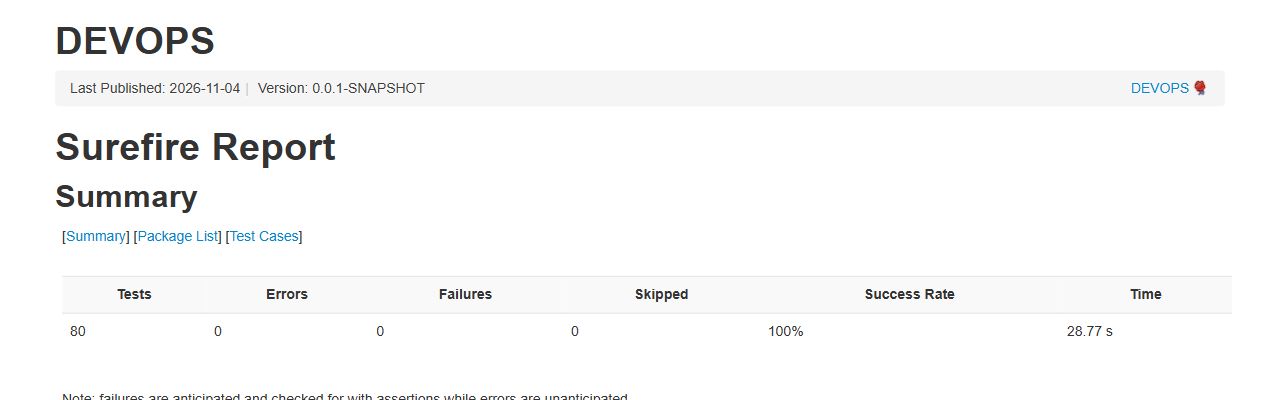 DEVOPS
Last Published: 2026-11-04 | Version: 0.0.1-SNAPSHOT DEVOPS
Surefire Report
Summary
[Summary] [Package List] [Test Cases]
Tests Errors Failures Skipped Success Rate Time
80 0 0 0 100% 28.77 s
Note: failures are anticipated and checked for with assertions while errors are unanticipated.